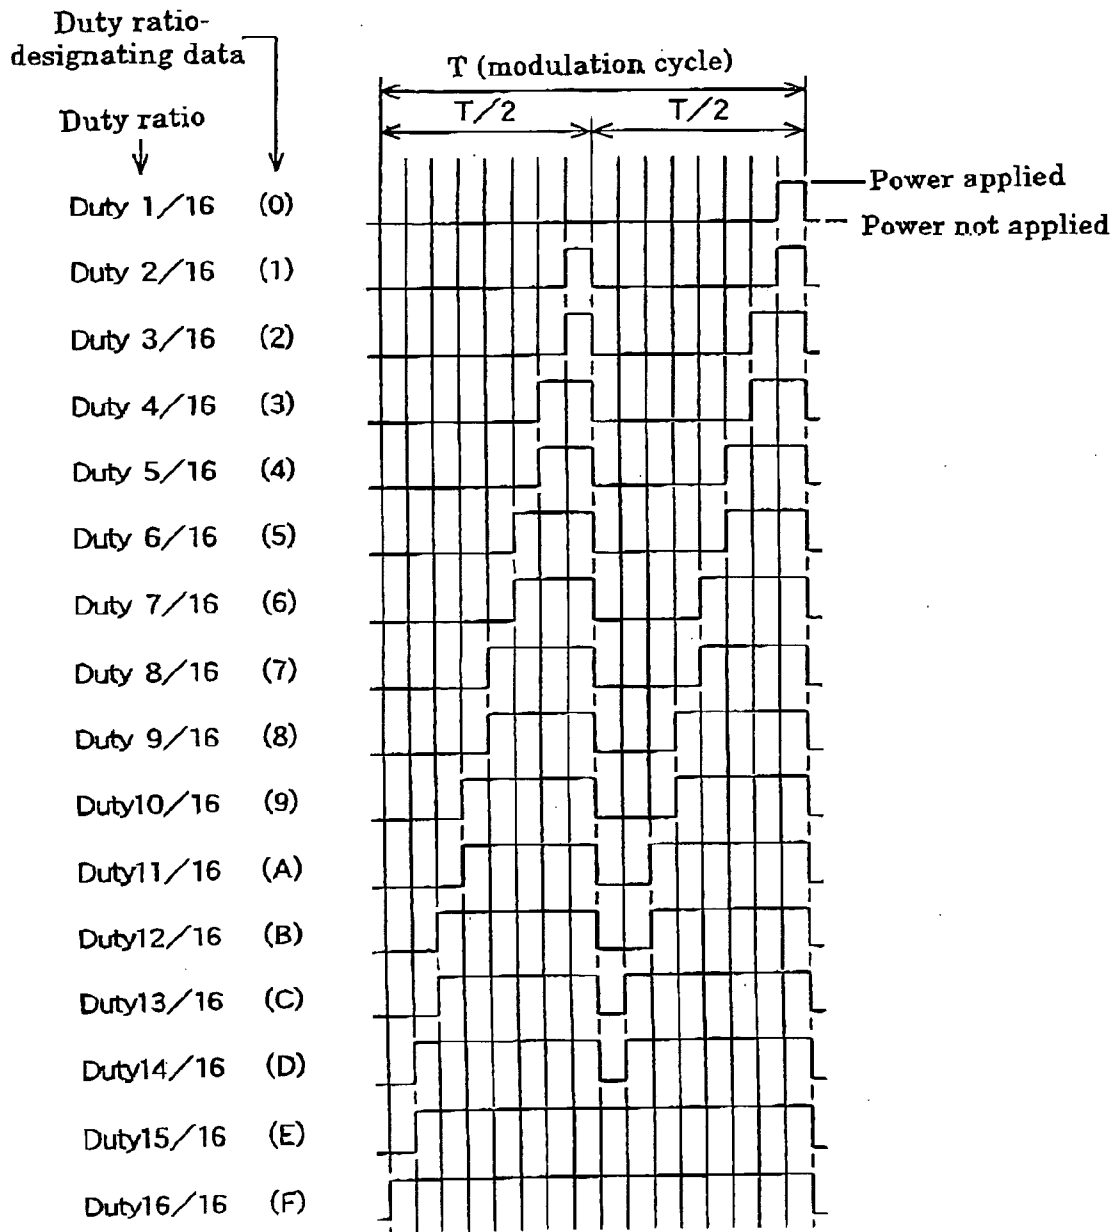 Duty ratio-
designating data
T (modulation cycle)
T/2 T/2
Duty ratio
Duty 1/16 (0)
Power applied
Power not applied
Duty 2/16 (1)
Duty 3/16 (2)
Duty 4/16 (3)
Duty 5/16 (4)
Duty 6/16 (5)
Duty 7/16 (6)
Duty 8/16 (7)
Duty 9/16 (8)
Duty10/16 (9)
Duty11/16 (A)
Duty12/16 (B)
Duty13/16 (C)
Duty14/16 (D)
Duty15/16 (E)
Duty16/16 (F)